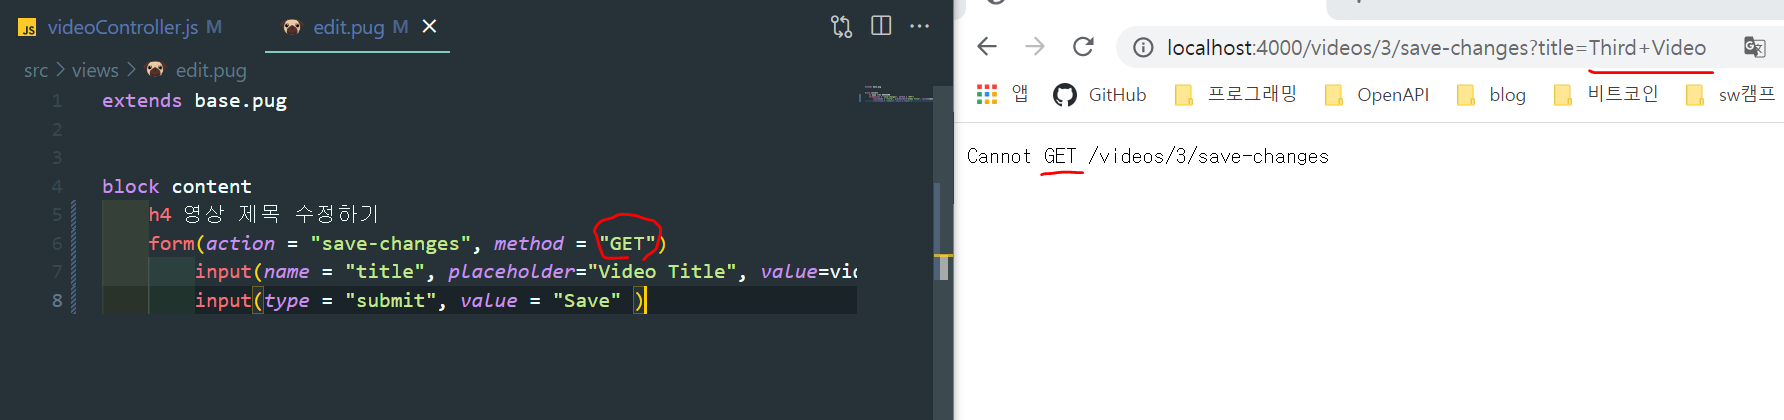 JS videoController.js M
edit.pug M
src > views > edit.pug
1 extends base.pug
2
3
4 block content
5 h4 영상 제목 수정하기
6 form(action = "save-changes", method = "GET")
7 input(name = "title", placeholder="Video Title", value=vid
8 input(type = "submit", value = "Save" )
localhost:4000/videos/3/save-changes?title=Third+Video
앱 GitHub 프로그래밍 OpenAPI blog 비트코인 sw캠프
Cannot GET /videos/3/save-changes